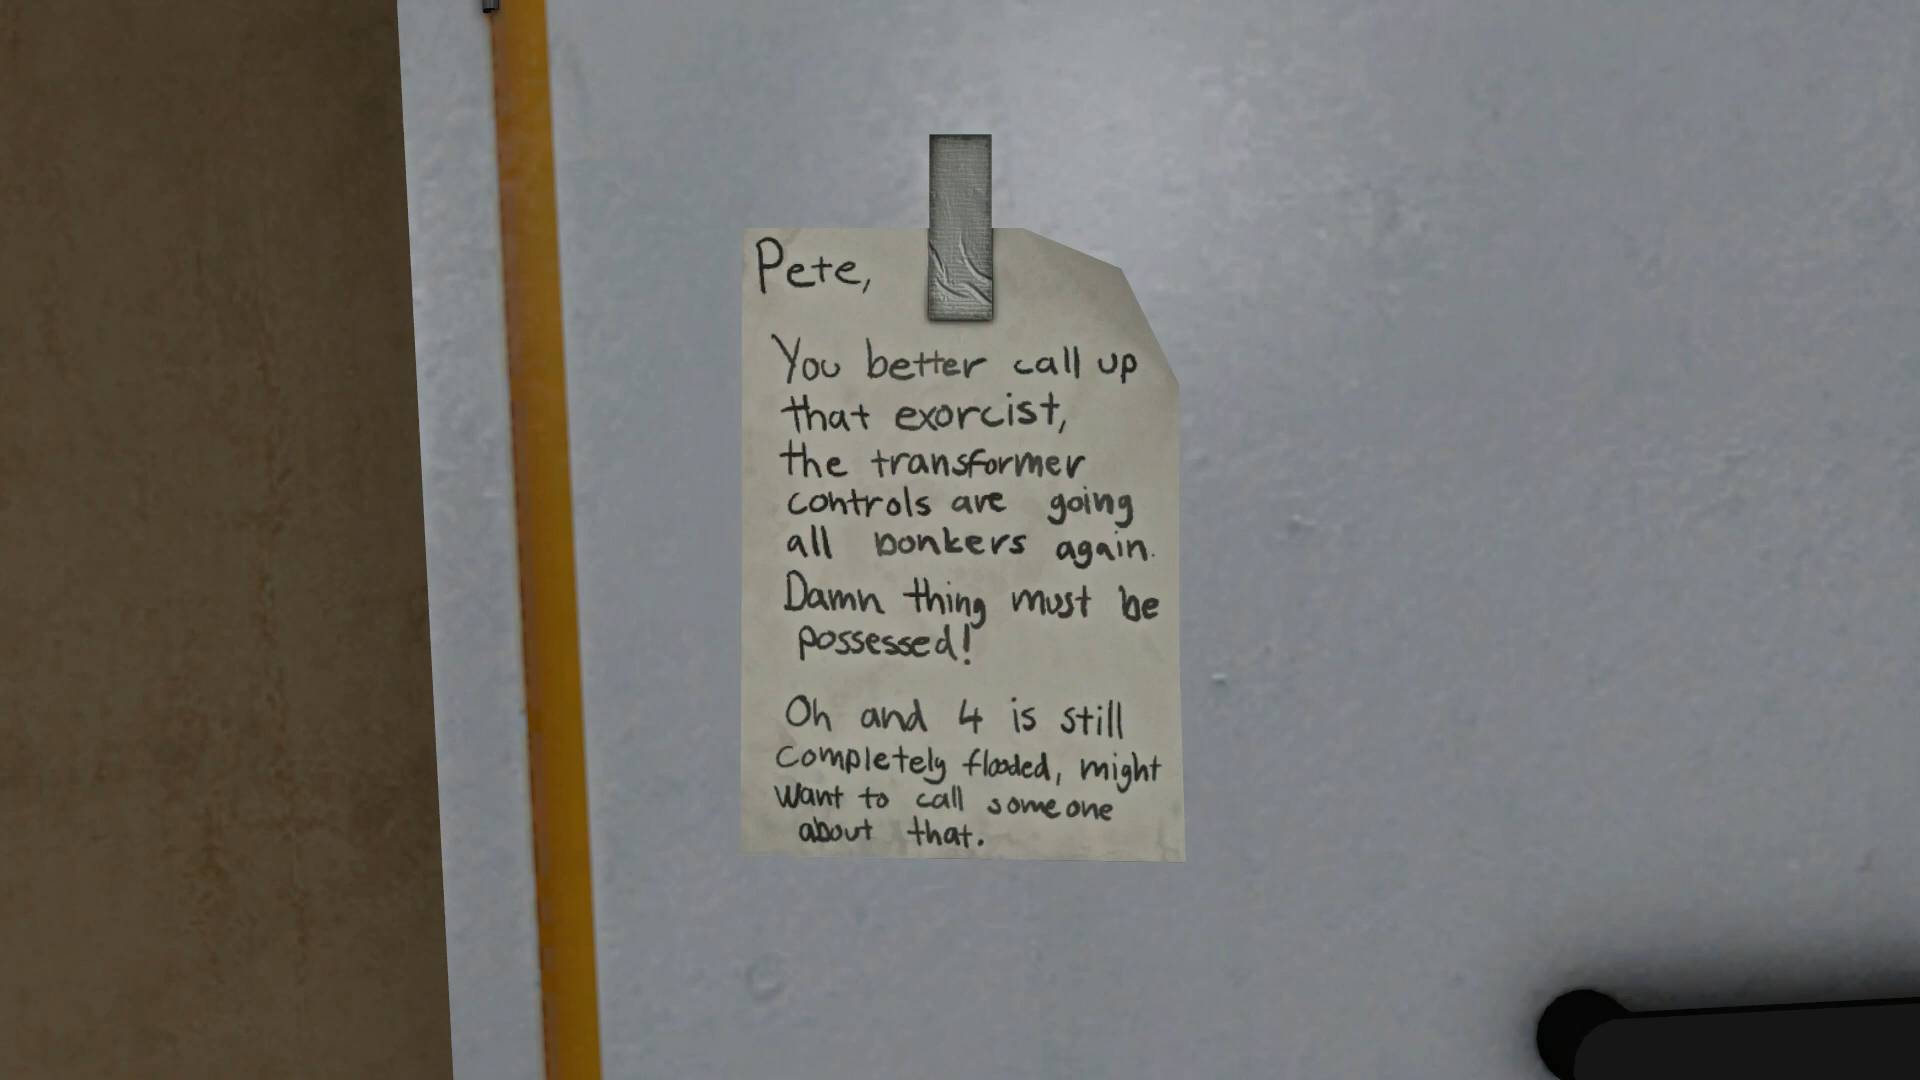 Pete,
You better call up
that exorcist,
the transformer
controls are going
all bonkers again.
Damn thing must be
possessed!
Oh and 4 is still
completely flooded, might
want to call someone
about that.